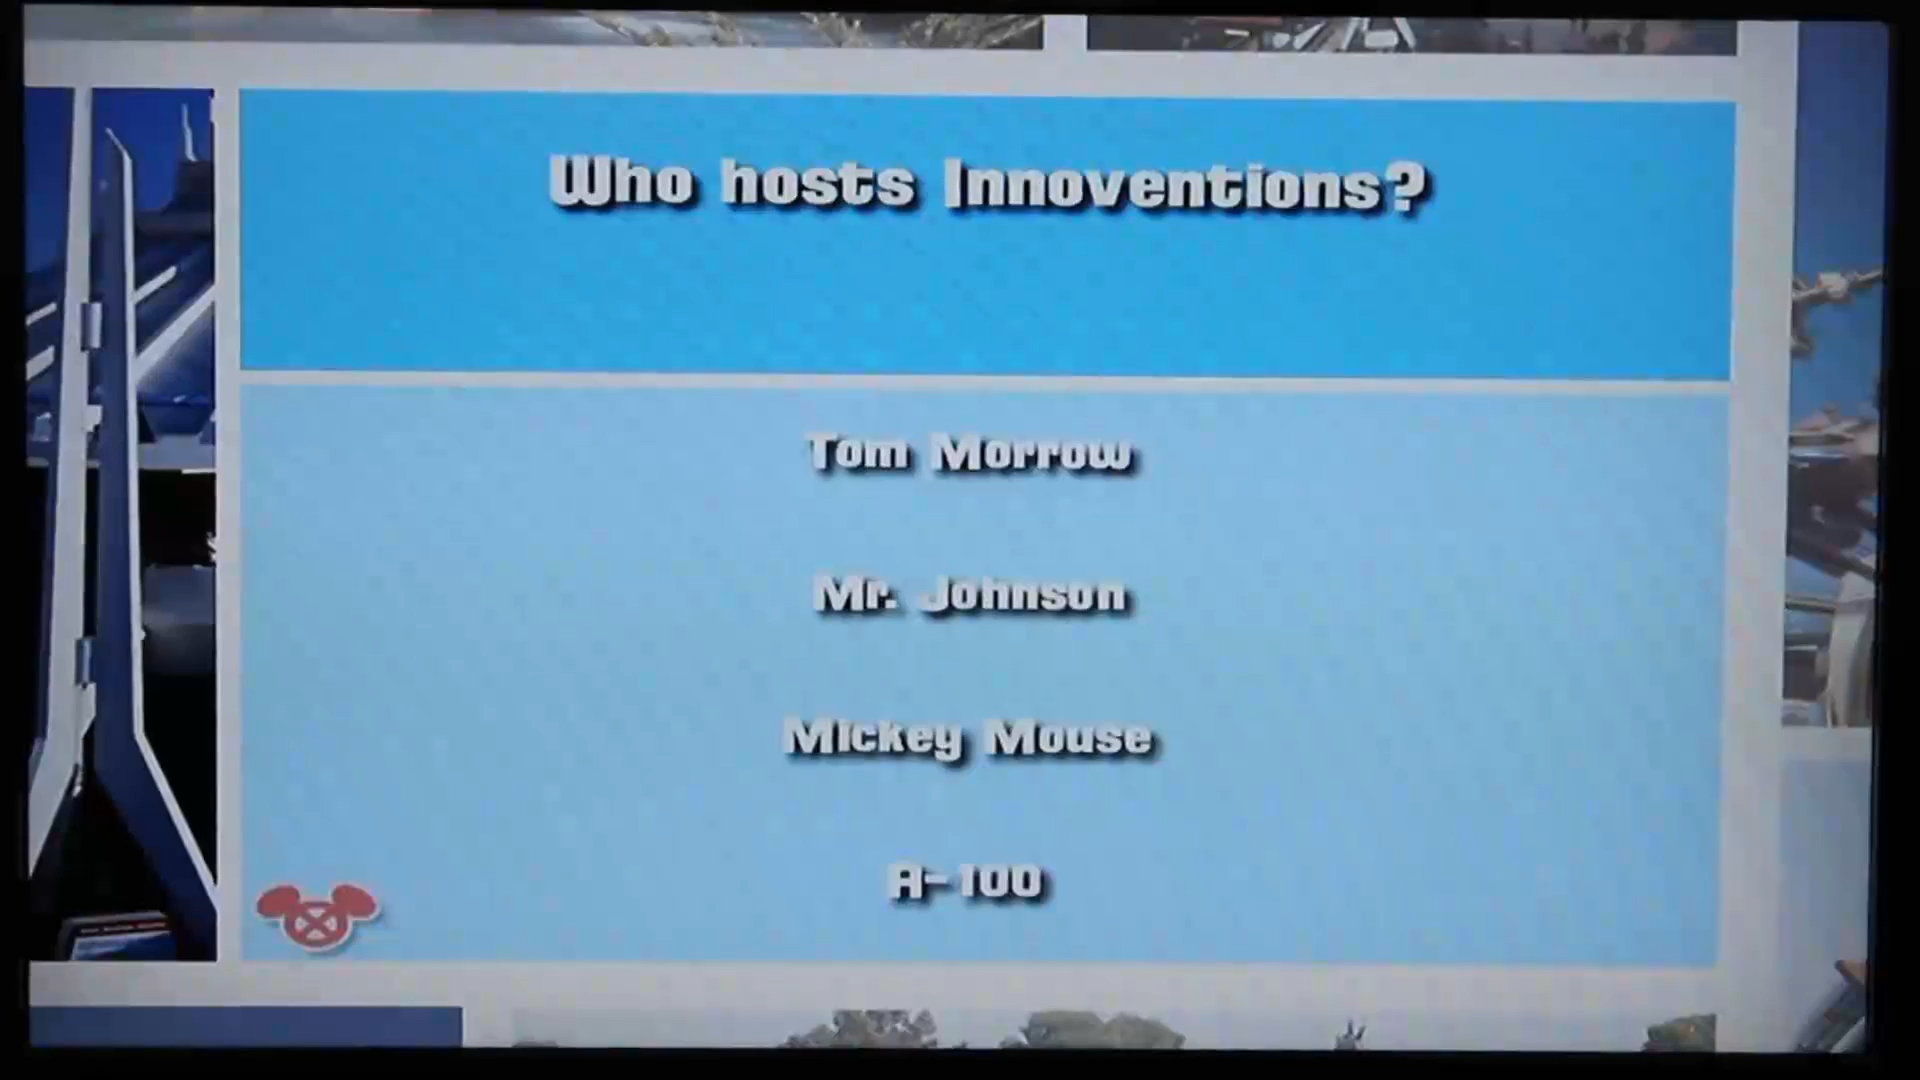 Who hosts Innoventions?
Tom Morrow
Mr. Johnson
Mickey Mouse
A-100